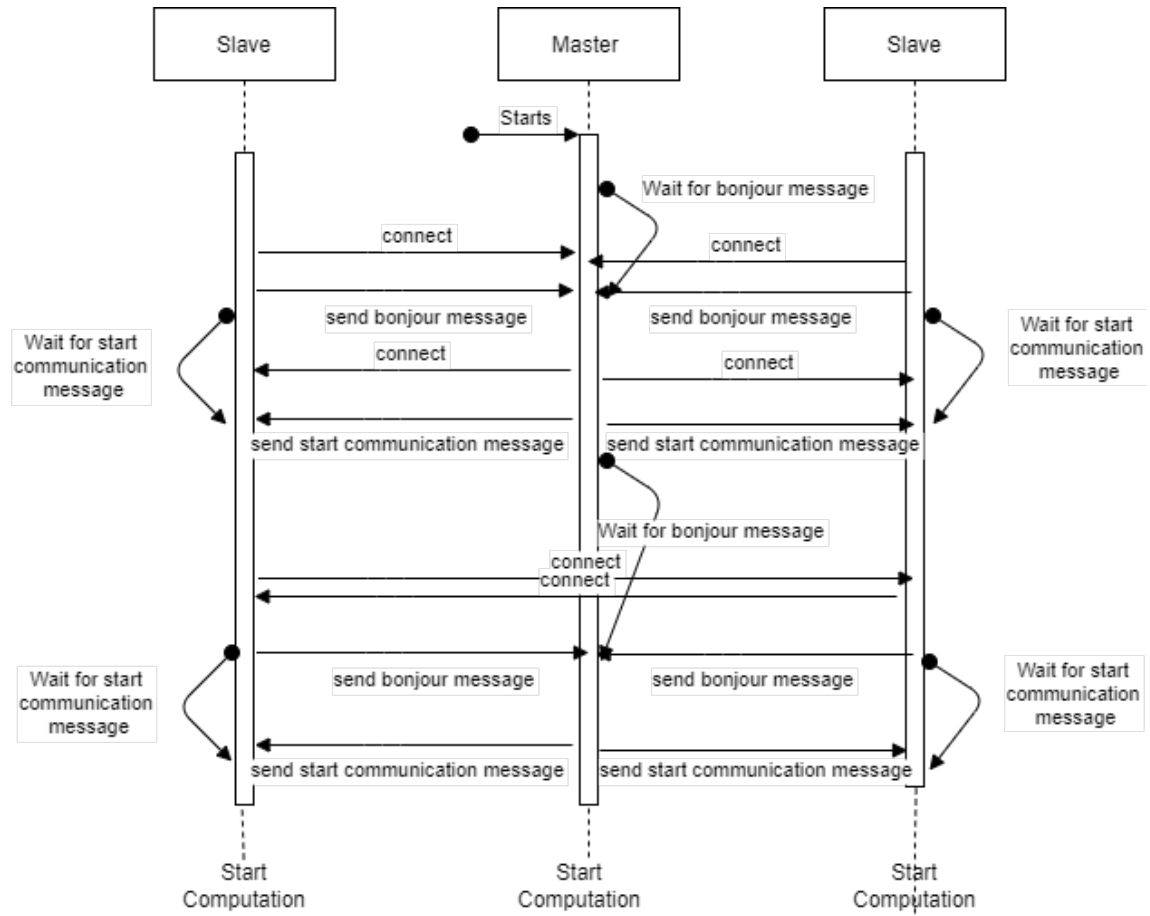 Slave
Master
Slave
Starts
Wait for bonjour message
connect
connect
send bonjour message
send bonjour message
Wait for start
communication
message
Wait for start
communication
message
connect
connect
send start communication message
send start communication message
Wait for bonjour message
connect
connect
send bonjour message
send bonjour message
Wait for start
communication
message
Wait for start
communication
message
send start communication message
send start communication message
Start
Computation
Start
Computation
Start
Computation